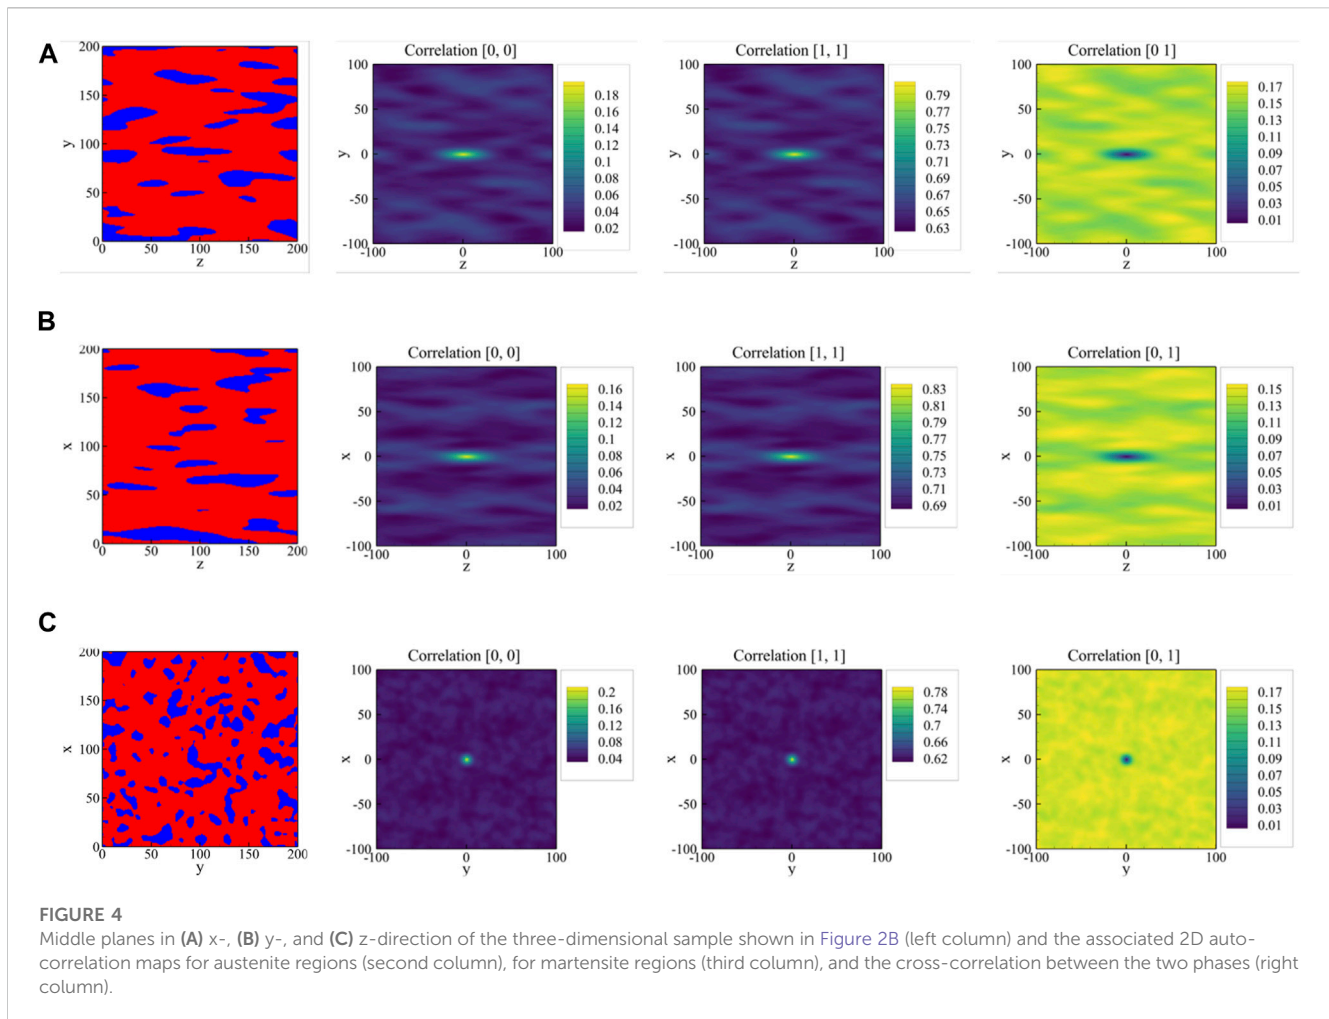 A
200
150
100
50
0
y
0 50 100 150 200
z
Correlation [0, 0]
100
50
0
-50
-100
y
-100 0 100
z
0.18
0.16
0.14
0.12
0.1
0.08
0.06
0.04
0.02
Correlation [1, 1]
100
50
0
-50
-100
y
-100 0 100
z
0.79
0.77
0.75
0.73
0.71
0.69
0.67
0.65
0.63
Correlation [0 1]
100
50
0
-50
-100
y
-100 0 100
z
0.17
0.15
0.13
0.11
0.09
0.07
0.05
0.03
0.01
B
200
150
100
50
0
x
0 50 100 150 200
z
Correlation [0, 0]
100
50
0
-50
-100
x
-100 0 100
z
0.16
0.14
0.12
0.1
0.08
0.06
0.04
0.02
Correlation [1, 1]
100
50
0
-50
-100
x
-100 0 100
z
0.83
0.81
0.79
0.77
0.75
0.73
0.71
0.69
Correlation [0, 1]
100
50
0
-50
-100
x
-100 0 100
z
0.15
0.13
0.11
0.09
0.07
0.05
0.03
0.01
C
200
150
100
50
0
x
0 50 100 150 200
y
Correlation [0, 0]
100
50
0
-50
-100
x
-100 0 100
y
0.2
0.16
0.12
0.08
0.04
Correlation [1, 1]
100
50
0
-50
-100
x
-100 0 100
y
0.78
0.74
0.7
0.66
0.62
Correlation [0, 1]
100
50
0
-50
-100
x
-100 0 100
y
0.17
0.15
0.13
0.11
0.09
0.07
0.05
0.03
0.01
FIGURE 4
Middle planes in (A) x-, (B) y-, and (C) z-direction of the three-dimensional sample shown in Figure 2B (left column) and the associated 2D auto-
correlation maps for austenite regions (second column), for martensite regions (third column), and the cross-correlation between the two phases (right
column).